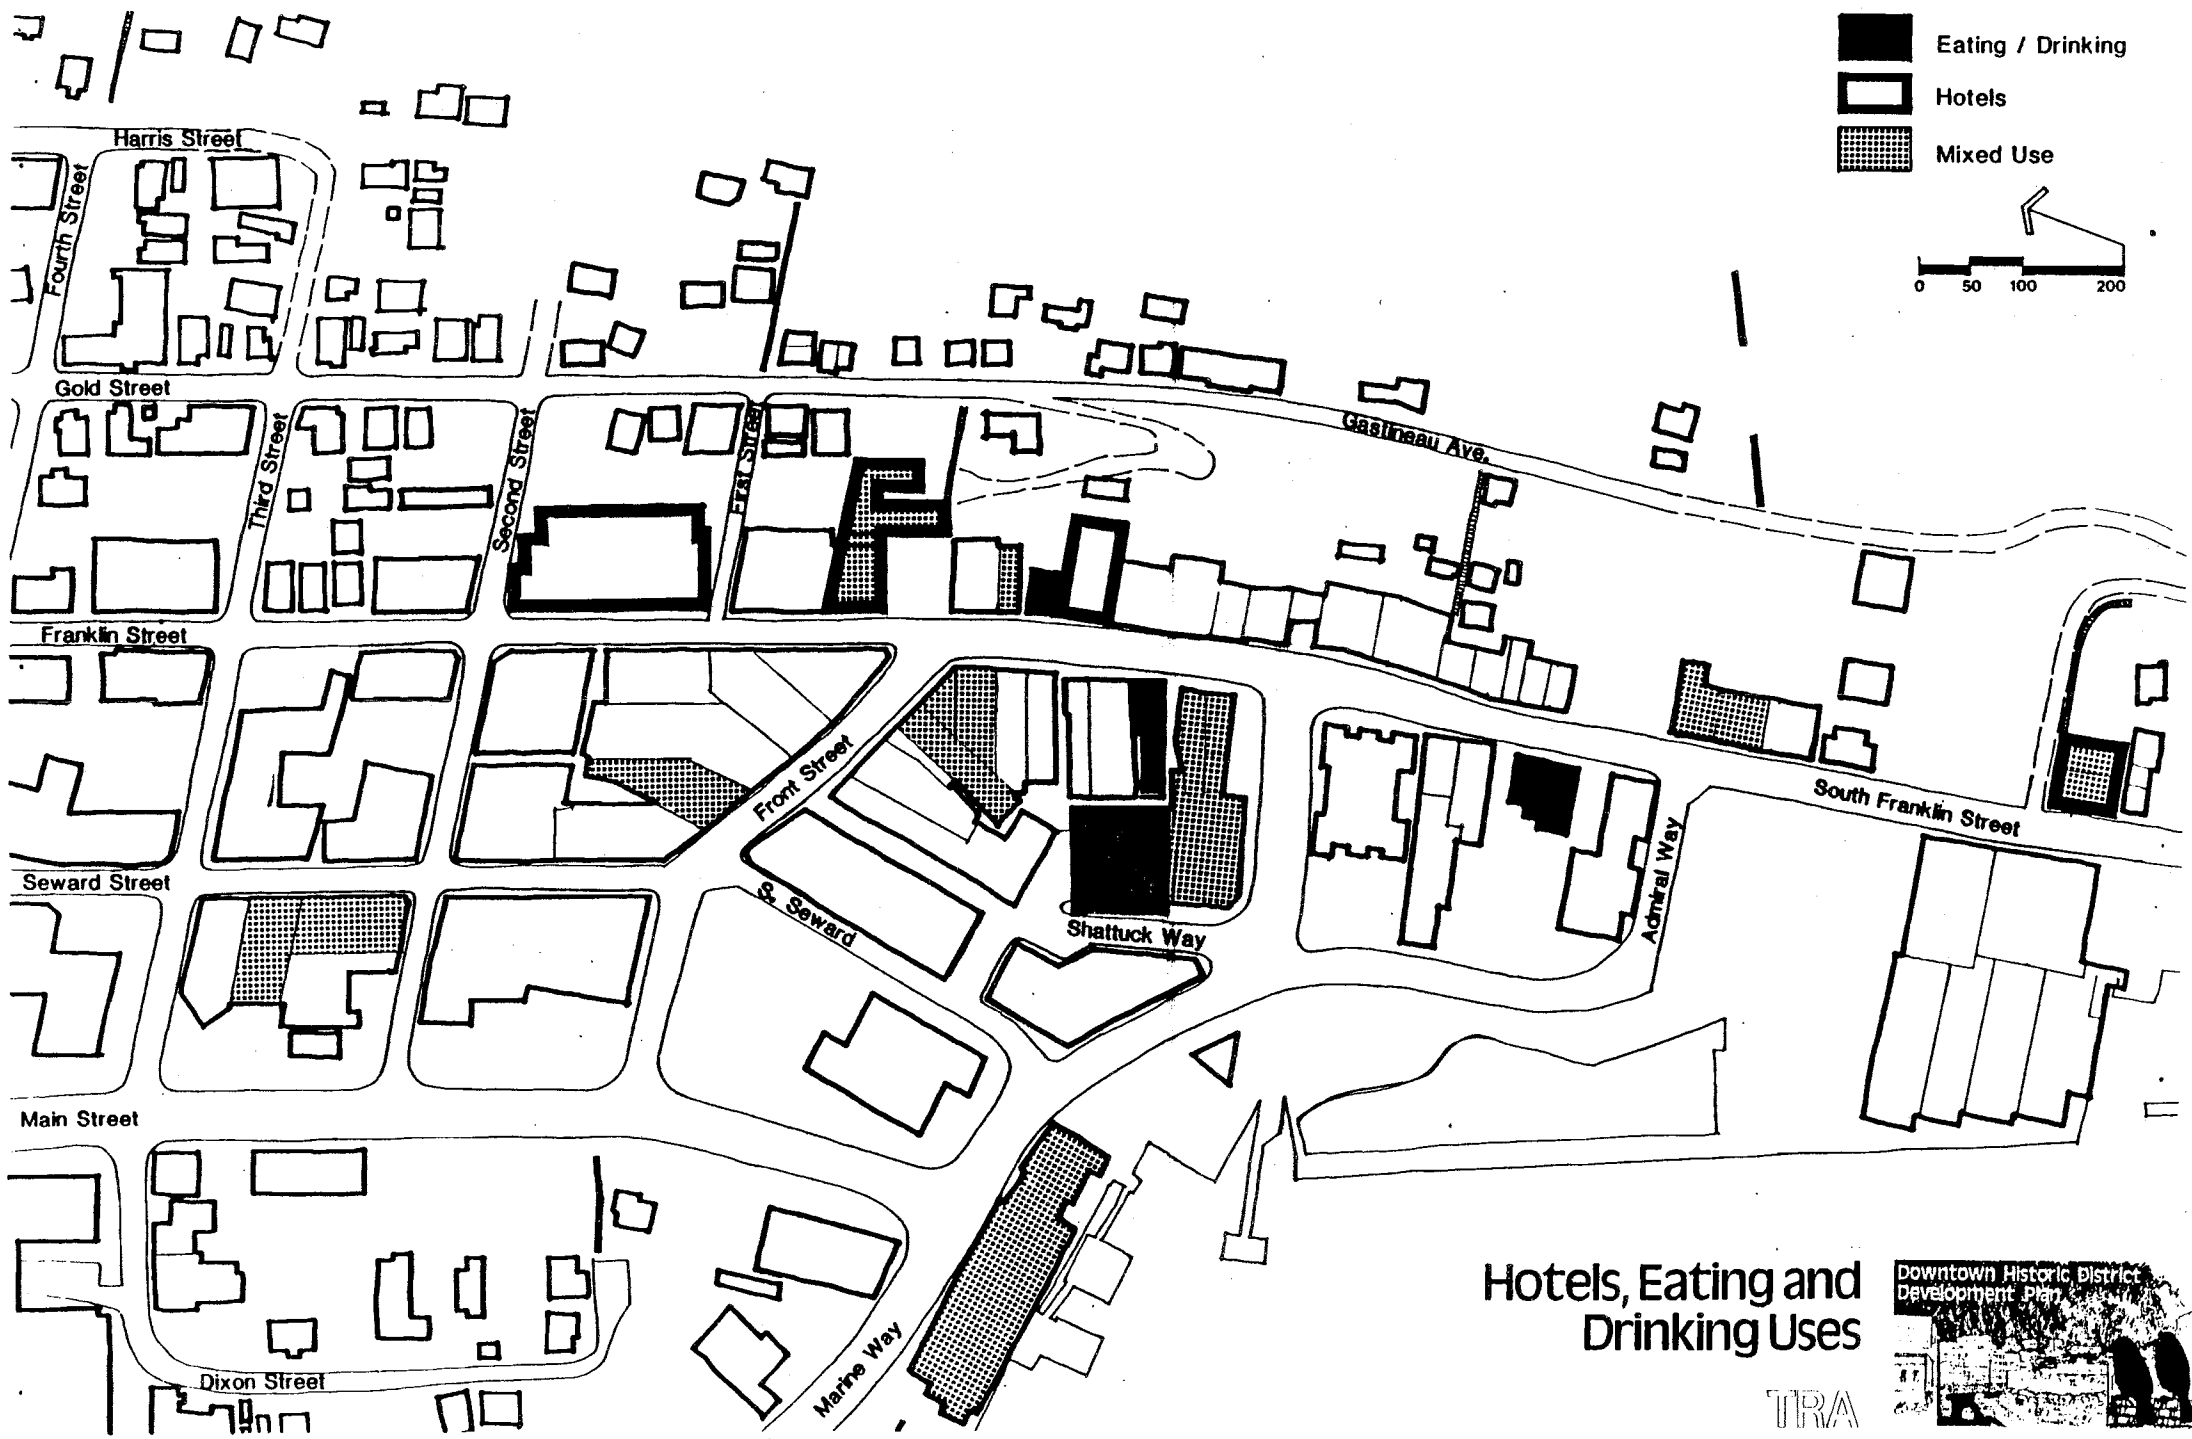 Eating / Drinking
Hotels
Mixed Use
0 50 100 200
Harris Street
Fourth Street
Gold Street
Third Street
Second Street
First Street
Gastineau Ave.
Franklin Street
Front Street
South Franklin Street
Admiral Way
Seward Street
S. Seward
Shattuck Way
Main Street
Marine Way
Dixon Street
Hotels, Eating and
Drinking Uses
Downtown Historic District
Development Plan
TRA